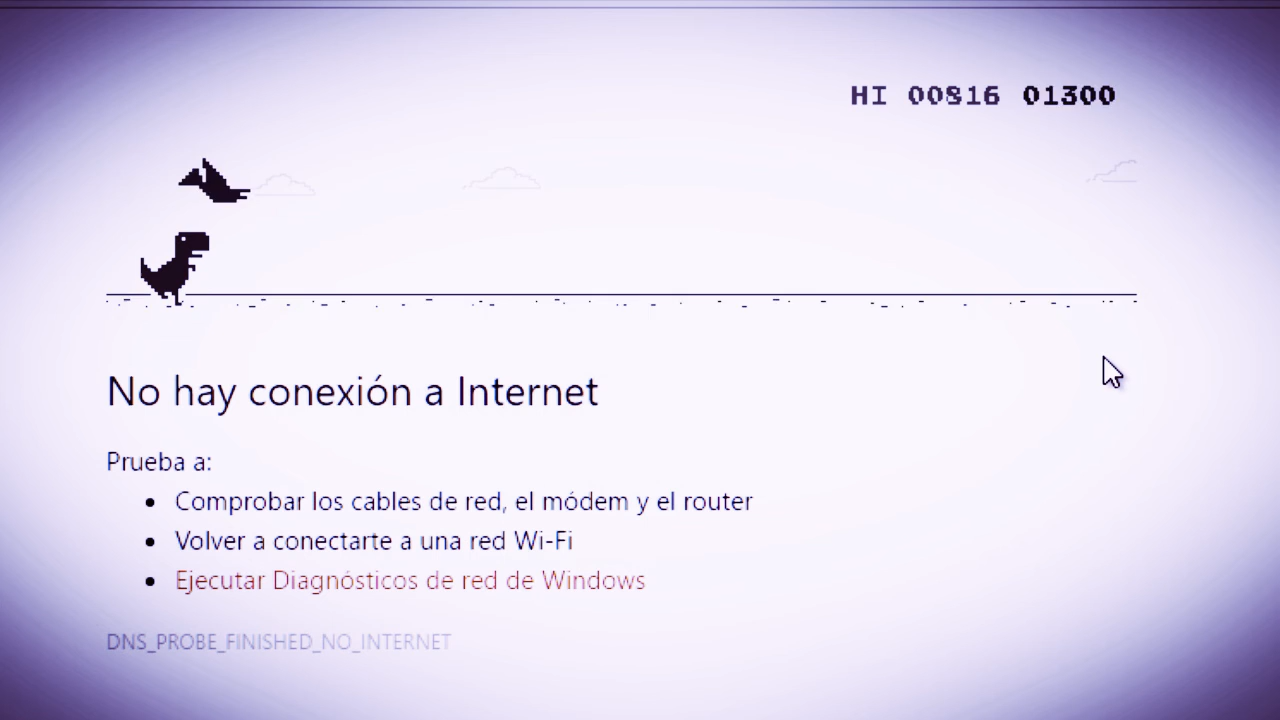 HI 00816 01300
No hay conexión a Internet
Prueba a:
Comprobar los cables de red, el módem y el router
Volver a conectarte a una red Wi-Fi
Ejecutar Diagnósticos de red de Windows
DNS_PROBE_FINISHED_NO_INTERNET